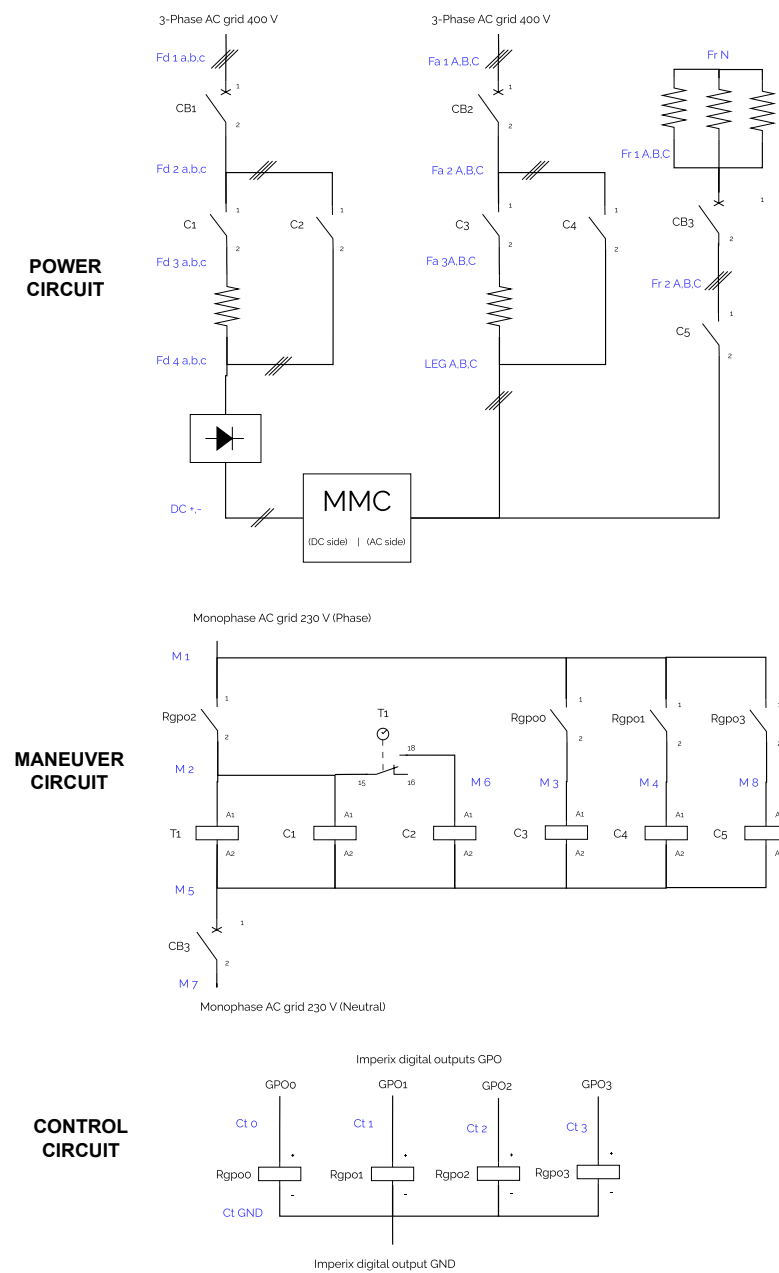 3-Phase AC grid 400 V
3-Phase AC grid 400 V
Fd 1 a,b,c
Fa 1 A,B,C
Fr N
1
1
CB1
CB2
2
2
Fr 1 A,B,C
Fd 2 a,b,c
Fa 2 A,B,C
1
1
1
1
1
C1
C2
C3
C4
CB3
2
2
2
2
2
POWER
CIRCUIT
Fd 3 a,b,c
Fa 3A,B,C
Fr 2 A,B,C
1
C5
2
Fd 4 a,b,c
LEG A,B,C
DC +,-
MMC
(DC side) | (AC side)
Monophase AC grid 230 V (Phase)
M 1
1
1
1
1
Rgpo2
T1
Rgpo0
Rgpo1
Rgpo3
2
2
2
2
18
MANEUVER
CIRCUIT
M 2
15
16
M 6
M 3
M 4
M 8
A1
A1
A1
A1
A1
T1
C1
C2
C3
C4
C5
A2
A2
A2
A2
A2
M 5
1
CB3
2
M 7
Monophase AC grid 230 V (Neutral)
Imperix digital outputs GPO
GPO0
GPO1
GPO2
GPO3
CONTROL
CIRCUIT
Ct 0
Ct 1
Ct 2
Ct 3
+
+
+
+
Rgpo0
Rgpo1
Rgpo2
Rgpo3
-
-
-
-
Ct GND
Imperix digital output GND